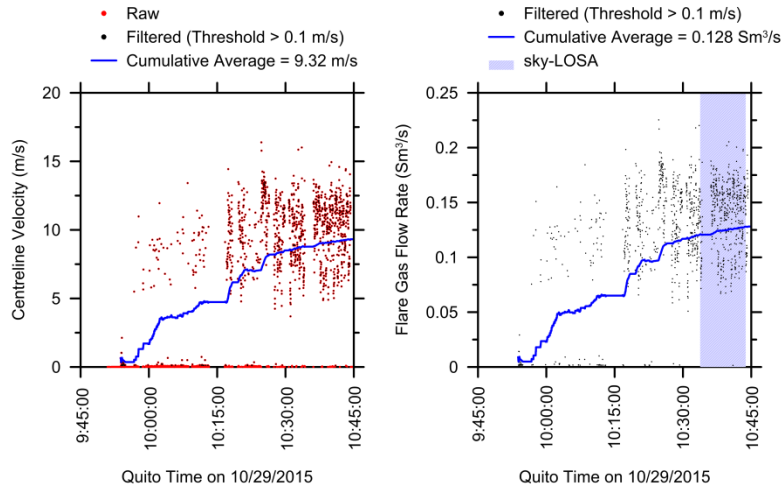 Raw
Filtered (Threshold > 0.1 m/s)
Cumulative Average = 9.32 m/s
20
15
10
5
0
Centreline Velocity (m/s)
9:45:00
10:00:00
10:15:00
10:30:00
10:45:00
Quito Time on 10/29/2015
Filtered (Threshold > 0.1 m/s)
Cumulative Average = 0.128 Sm³/s
sky-LOSA
0.25
0.2
0.15
0.1
0.05
0
Flare Gas Flow Rate (Sm³/s)
9:45:00
10:00:00
10:15:00
10:30:00
10:45:00
Quito Time on 10/29/2015